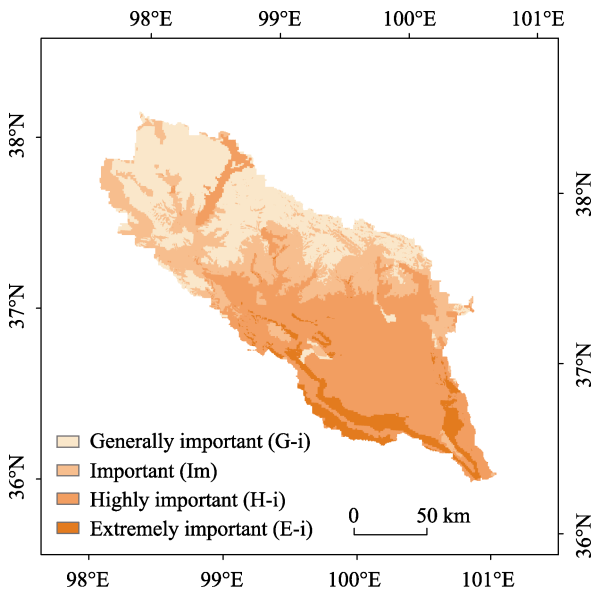 98°E 99°E 100°E 101°E
38°N
38°N
37°N
37°N
36°N
36°N
Generally important (G-i)
Important (Im)
Highly important (H-i)
Extremely important (E-i)
0 50 km
98°E 99°E 100°E 101°E